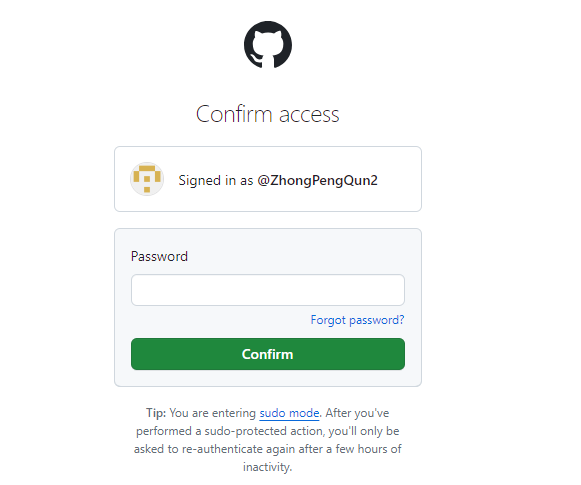 Confirm access
Signed in as @ZhongPengQun2
Password
Forgot password?
Confirm
Tip: You are entering sudo mode. After you've
performed a sudo-protected action, you'll only be
asked to re-authenticate again after a few hours of
inactivity.